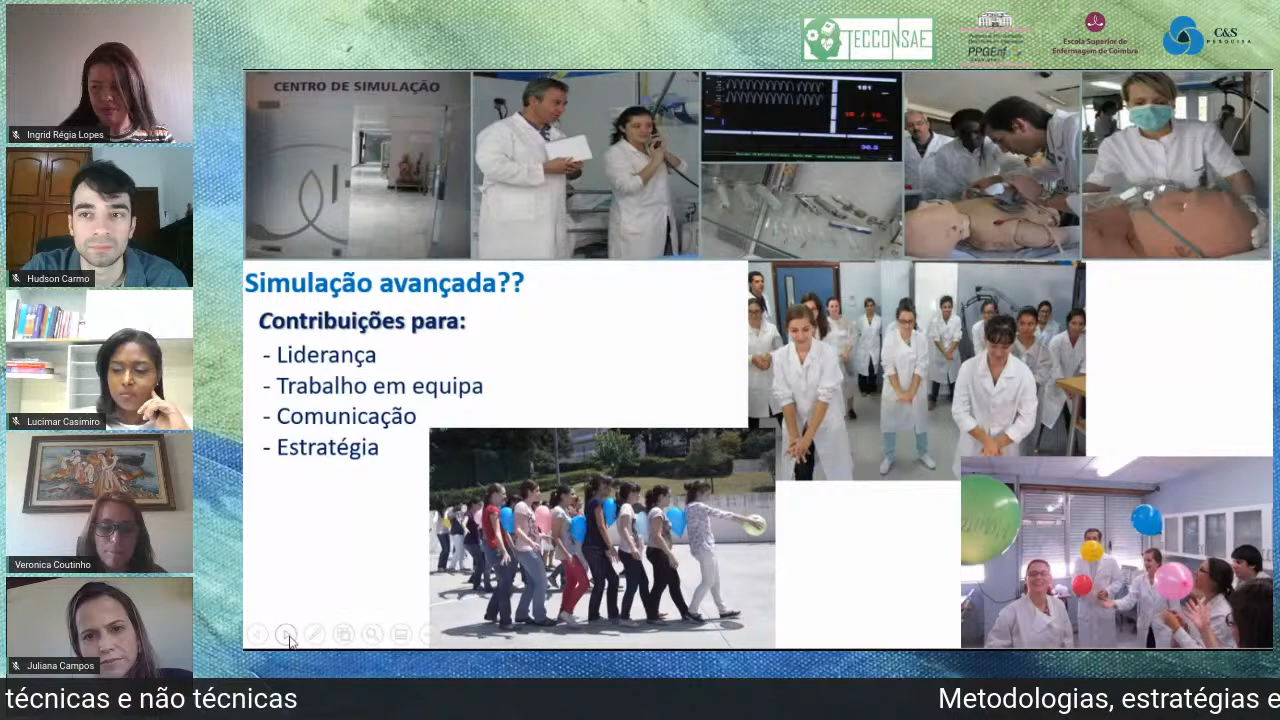 TECCONSAE
PPGEnf
Escola Superior de
Enfermagem de Coimbra
C&S
PESQUISA
Ingrid Régia Lopes
Hudson Carmo
Lucimar Casimiro
Veronica Coutinho
Juliana Campos
CENTRO DE SIMULAÇÃO
Simulação avançada??
Contribuições para:
- Liderança
- Trabalho em equipa
- Comunicação
- Estratégia
técnicas e não técnicas
Metodologias, estratégias e